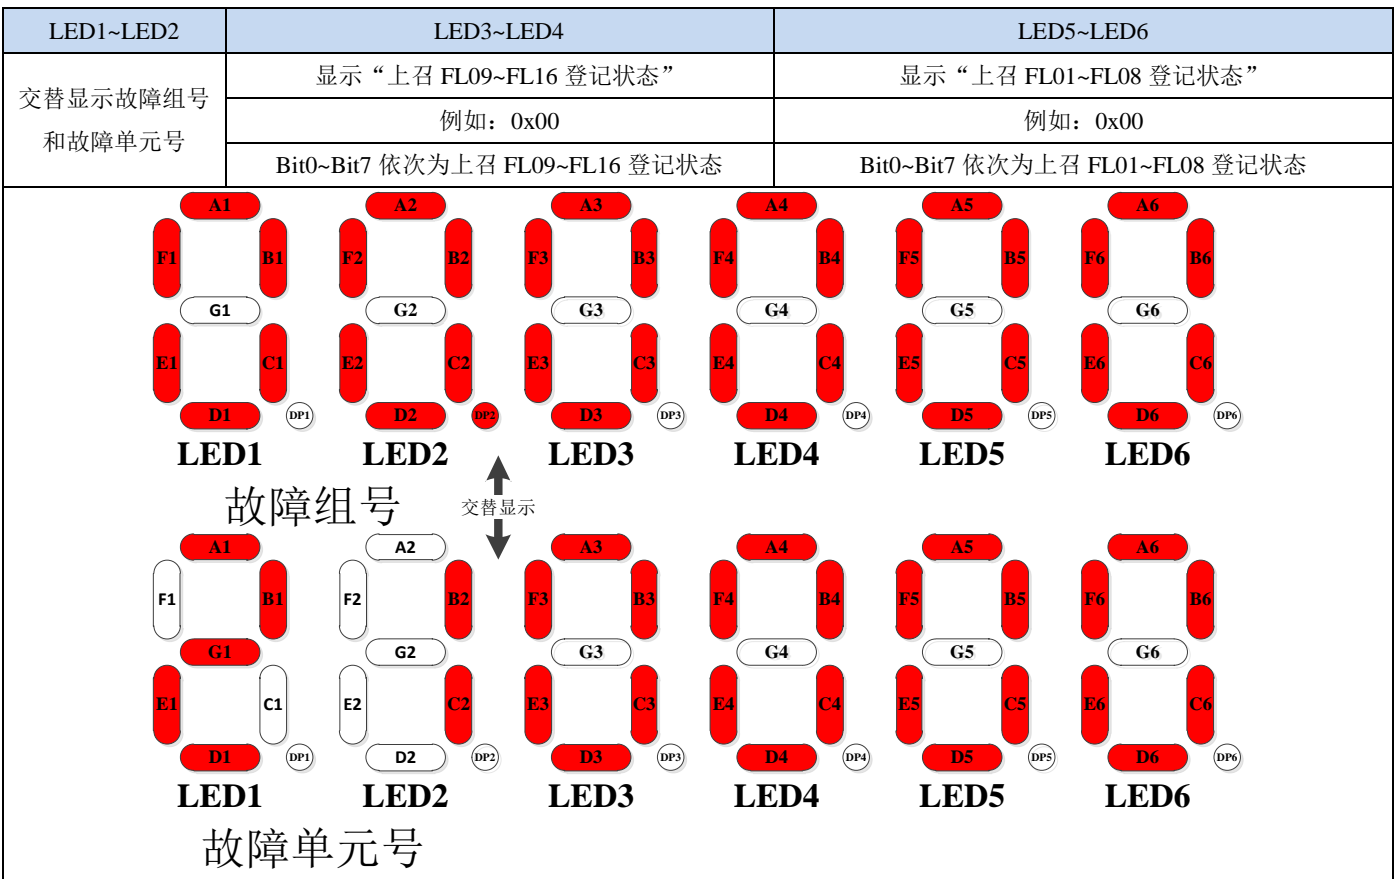 LED1~LED2 LED3~LED4 LED5~LED6
交替显示故障组号
和故障单元号
显示“上召 FL09~FL16 登记状态” 显示“上召 FL01~FL08 登记状态”
例如：0x00 例如：0x00
Bit0~Bit7 依次为上召 FL09~FL16 登记状态 Bit0~Bit7 依次为上召 FL01~FL08 登记状态
A1 A2 A3 A4 A5 A6
F1 B1 F2 B2 F3 B3 F4 B4 F5 B5 F6 B6
G1 G2 G3 G4 G5 G6
E1 C1 E2 C2 E3 C3 E4 C4 E5 C5 E6 C6
D1 DP1 D2 DP2 D3 DP3 D4 DP4 D5 DP5 D6 DP6
LED1 LED2 LED3 LED4 LED5 LED6
故障组号 交替显示
A1 A2 A3 A4 A5 A6
F1 B1 F2 B2 F3 B3 F4 B4 F5 B5 F6 B6
G1 G2 G3 G4 G5 G6
E1 C1 E2 C2 E3 C3 E4 C4 E5 C5 E6 C6
D1 DP1 D2 DP2 D3 DP3 D4 DP4 D5 DP5 D6 DP6
LED1 LED2 LED3 LED4 LED5 LED6
故障单元号